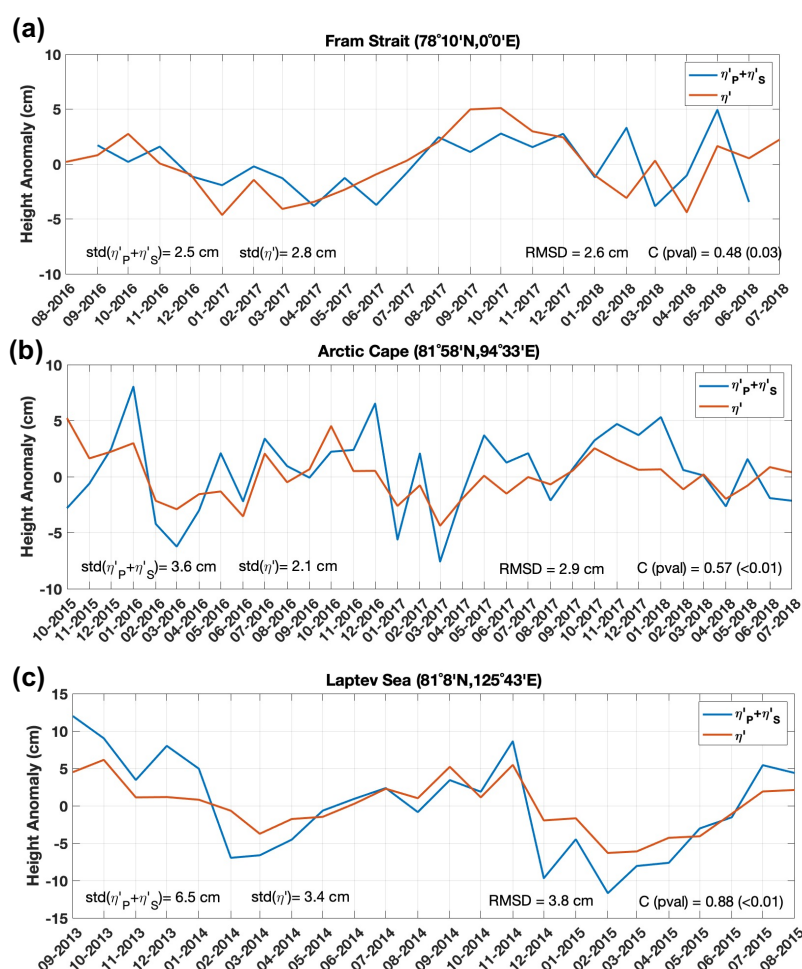 (a)
Fram Strait (78°10'N,0°0'E)
Height Anomaly (cm)
10
5
0
-5
-10
η'P+η'S
η'
std(η'P+η'S)= 2.5 cm std(η')= 2.8 cm RMSD = 2.6 cm C (pval) = 0.48 (0.03)
08-2016 09-2016 10-2016 11-2016 12-2016 01-2017 02-2017 03-2017 04-2017 05-2017 06-2017 07-2017 08-2017 09-2017 10-2017 11-2017 12-2017 01-2018 02-2018 03-2018 04-2018 05-2018 06-2018 07-2018
(b)
Arctic Cape (81°58'N,94°33'E)
Height Anomaly (cm)
10
5
0
-5
-10
η'P+η'S
η'
std(η'P+η'S)= 3.6 cm std(η')= 2.1 cm RMSD = 2.9 cm C (pval) = 0.57 (<0.01)
10-2015 11-2015 12-2015 01-2016 02-2016 03-2016 04-2016 05-2016 06-2016 07-2016 08-2016 09-2016 10-2016 11-2016 12-2016 01-2017 02-2017 03-2017 04-2017 05-2017 06-2017 07-2017 08-2017 09-2017 10-2017 11-2017 12-2017 01-2018 02-2018 03-2018 04-2018 05-2018 06-2018 07-2018
(c)
Laptev Sea (81°8'N,125°43'E)
Height Anomaly (cm)
15
10
5
0
-5
-10
-15
η'P+η'S
η'
std(η'P+η'S)= 6.5 cm std(η')= 3.4 cm RMSD = 3.8 cm C (pval) = 0.88 (<0.01)
09-2013 10-2013 11-2013 12-2013 01-2014 02-2014 03-2014 04-2014 05-2014 06-2014 07-2014 08-2014 09-2014 10-2014 11-2014 12-2014 01-2015 02-2015 03-2015 04-2015 05-2015 06-2015 07-2015 08-2015